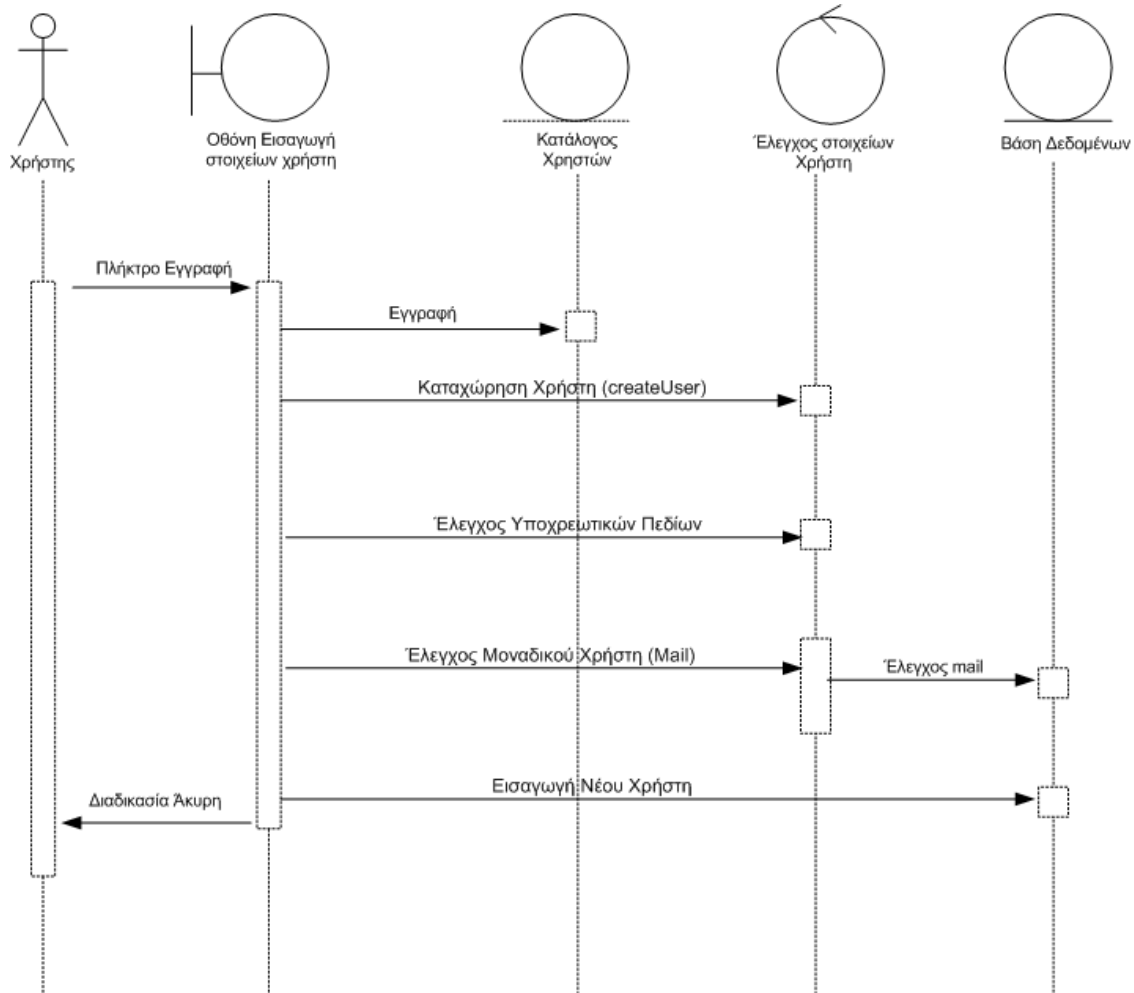 Χρήστης
Οθόνη Εισαγωγή
στοιχείων χρήστη
Κατάλογος
Χρηστών
Έλεγχος στοιχείων
Χρήστη
Βάση Δεδομένων
Πλήκτρο Εγγραφή
Εγγραφή
Καταχώρηση Χρήστη (createUser)
Έλεγχος Υποχρεωτικών Πεδίων
Έλεγχος Μοναδικού Χρήστη (Mail)
Έλεγχος mail
Εισαγωγή Νέου Χρήστη
Διαδικασία Άκυρη